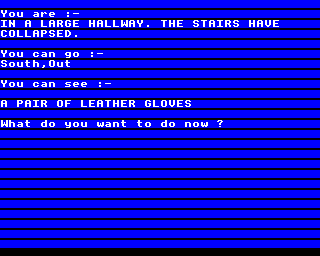 You are :-
IN A LARGE HALLWAY. THE STAIRS HAVE
COLLAPSED.
You can go :-
South,Out
You can see :-
A PAIR OF LEATHER GLOVES
What do you want to do now ?